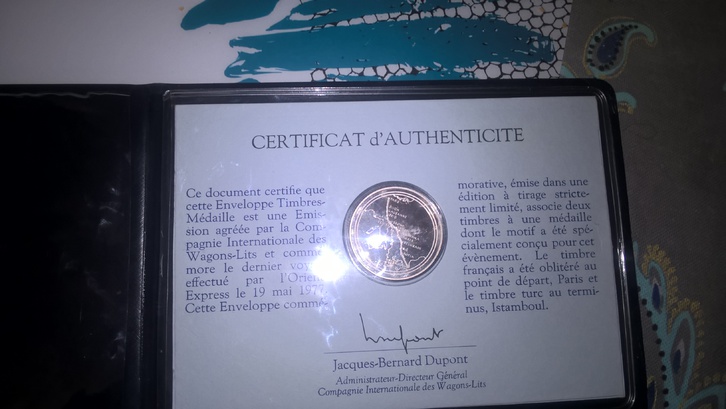 CERTIFICAT d'AUTHENTICITE
Ce document certifie que
cette Enveloppe Timbres-
Médaille est une Emis-
sion agréée par la Com-
pagnie Internationale des
Wagons-Lits et commé-
more le dernier
effectué par
Express le 19 mai
Cette Enveloppe commé-
morative, émise dans une
édition à tirage stricte-
ment limité, associe deux
timbres à une médaille
dont le motif a été spé-
cialement conçu pour cet
évènement. Le timbre
français a été oblitéré au
point de départ, Paris et
le timbre turc au termi-
nus, Istamboul.
Jacques-Bernard Dupont
Administrateur-Directeur Général
Compagnie Internationale des Wagons-Lits